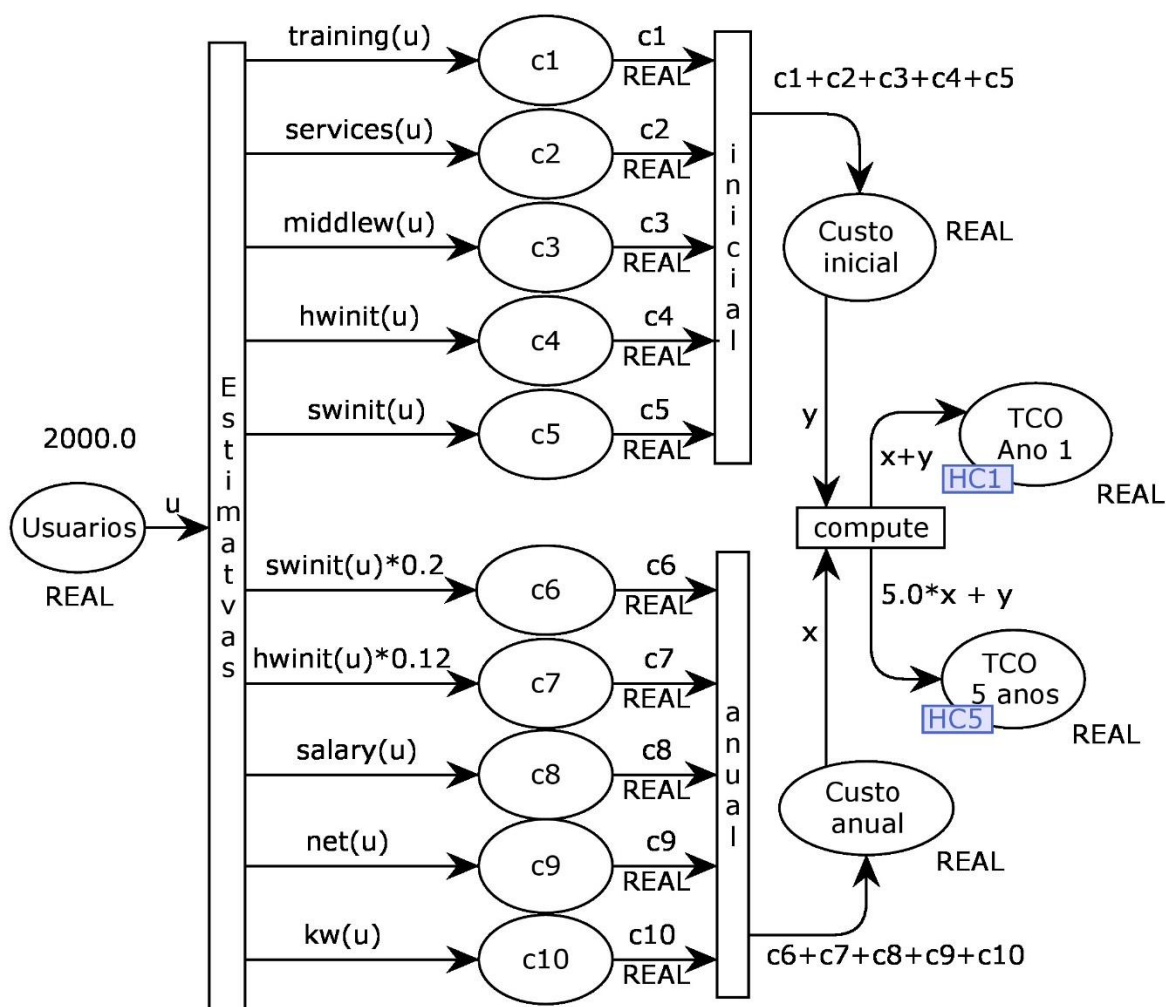 training(u)
c1
c1
REAL
services(u)
c2
c2
REAL
middlew(u)
c3
c3
REAL
hwinit(u)
c4
c4
REAL
swinit(u)
c5
c5
REAL
inicial
c1+c2+c3+c4+c5
Custo
inicial
REAL
2000.0
Usuarios
REAL
u
Estimatvas
y
compute
x
x+y
TCO
Ano 1
HC1
REAL
5.0*x + y
TCO
5 anos
HC5
REAL
swinit(u)*0.2
c6
c6
REAL
hwinit(u)*0.12
c7
c7
REAL
salary(u)
c8
c8
REAL
net(u)
c9
c9
REAL
kw(u)
c10
c10
REAL
anual
Custo
anual
REAL
c6+c7+c8+c9+c10